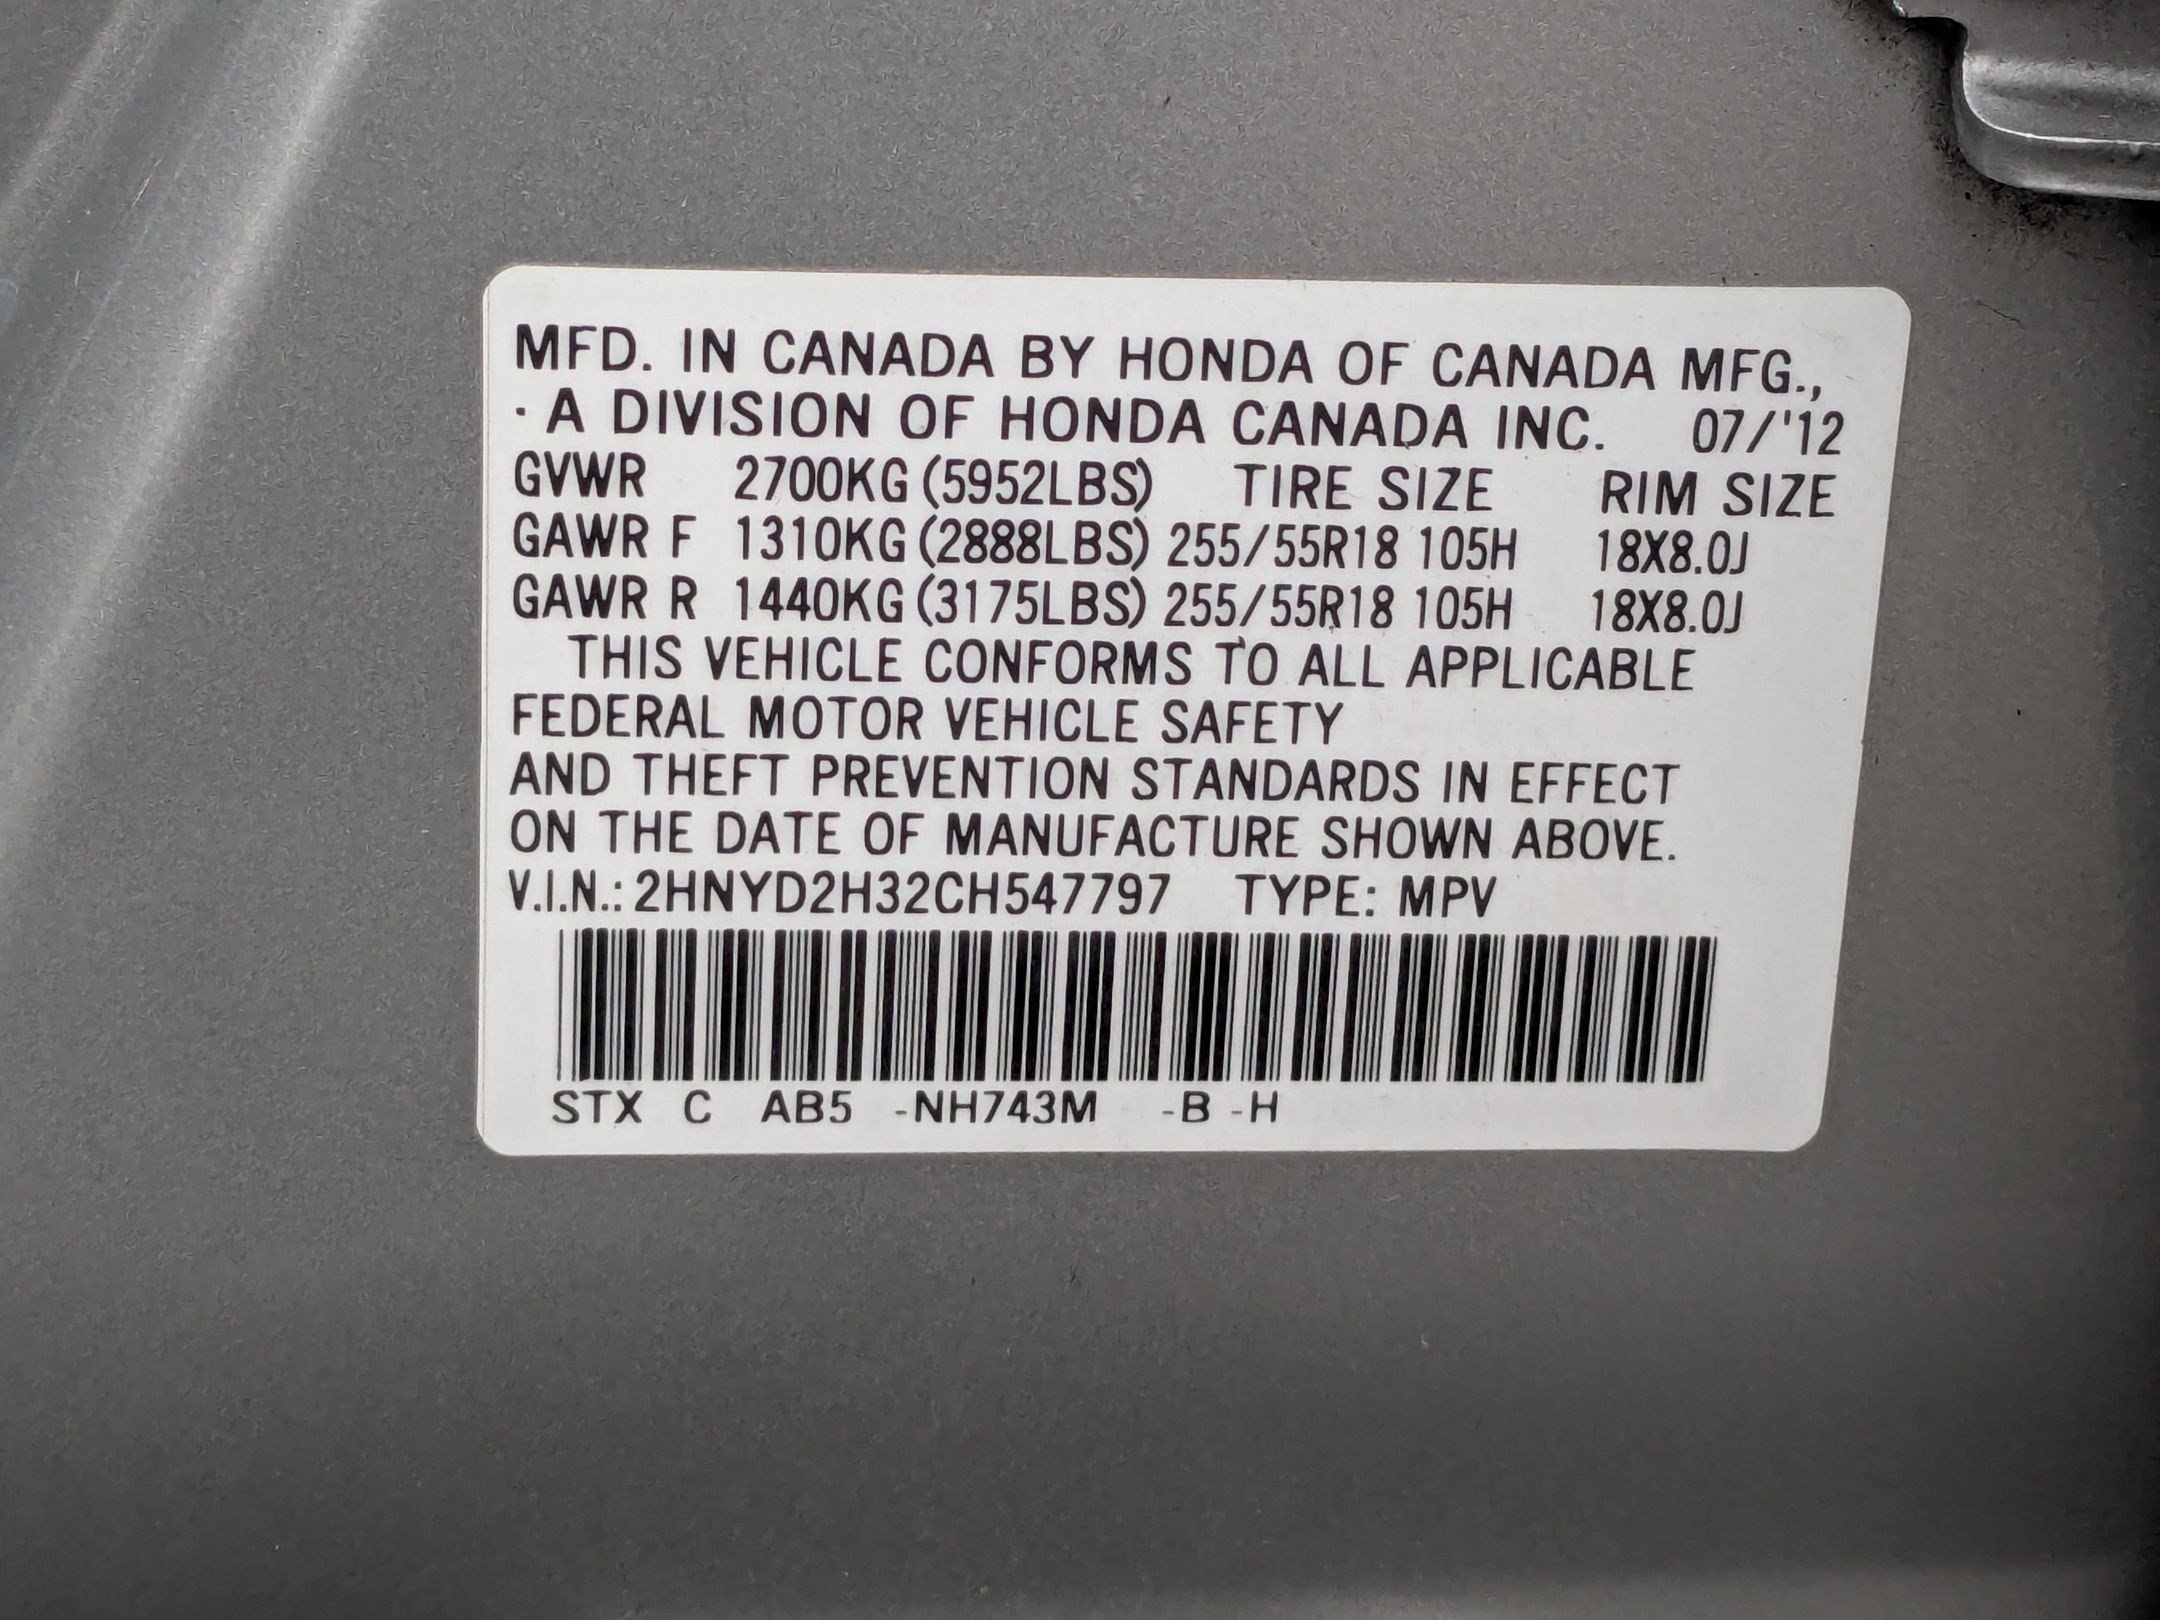 MFD. IN CANADA BY HONDA OF CANADA MFG.,
· A DIVISION OF HONDA CANADA INC. 07/'12
GVWR 2700KG (5952LBS) TIRE SIZE RIM SIZE
GAWR F 1310KG (2888LBS) 255/55R18 105H 18X8.0J
GAWR R 1440KG (3175LBS) 255/55R18 105H 18X8.0J
THIS VEHICLE CONFORMS TO ALL APPLICABLE
FEDERAL MOTOR VEHICLE SAFETY
AND THEFT PREVENTION STANDARDS IN EFFECT
ON THE DATE OF MANUFACTURE SHOWN ABOVE.
V.I.N.: 2HNYD2H32CH547797 TYPE: MPV
STX C AB5 -NH743M -B -H